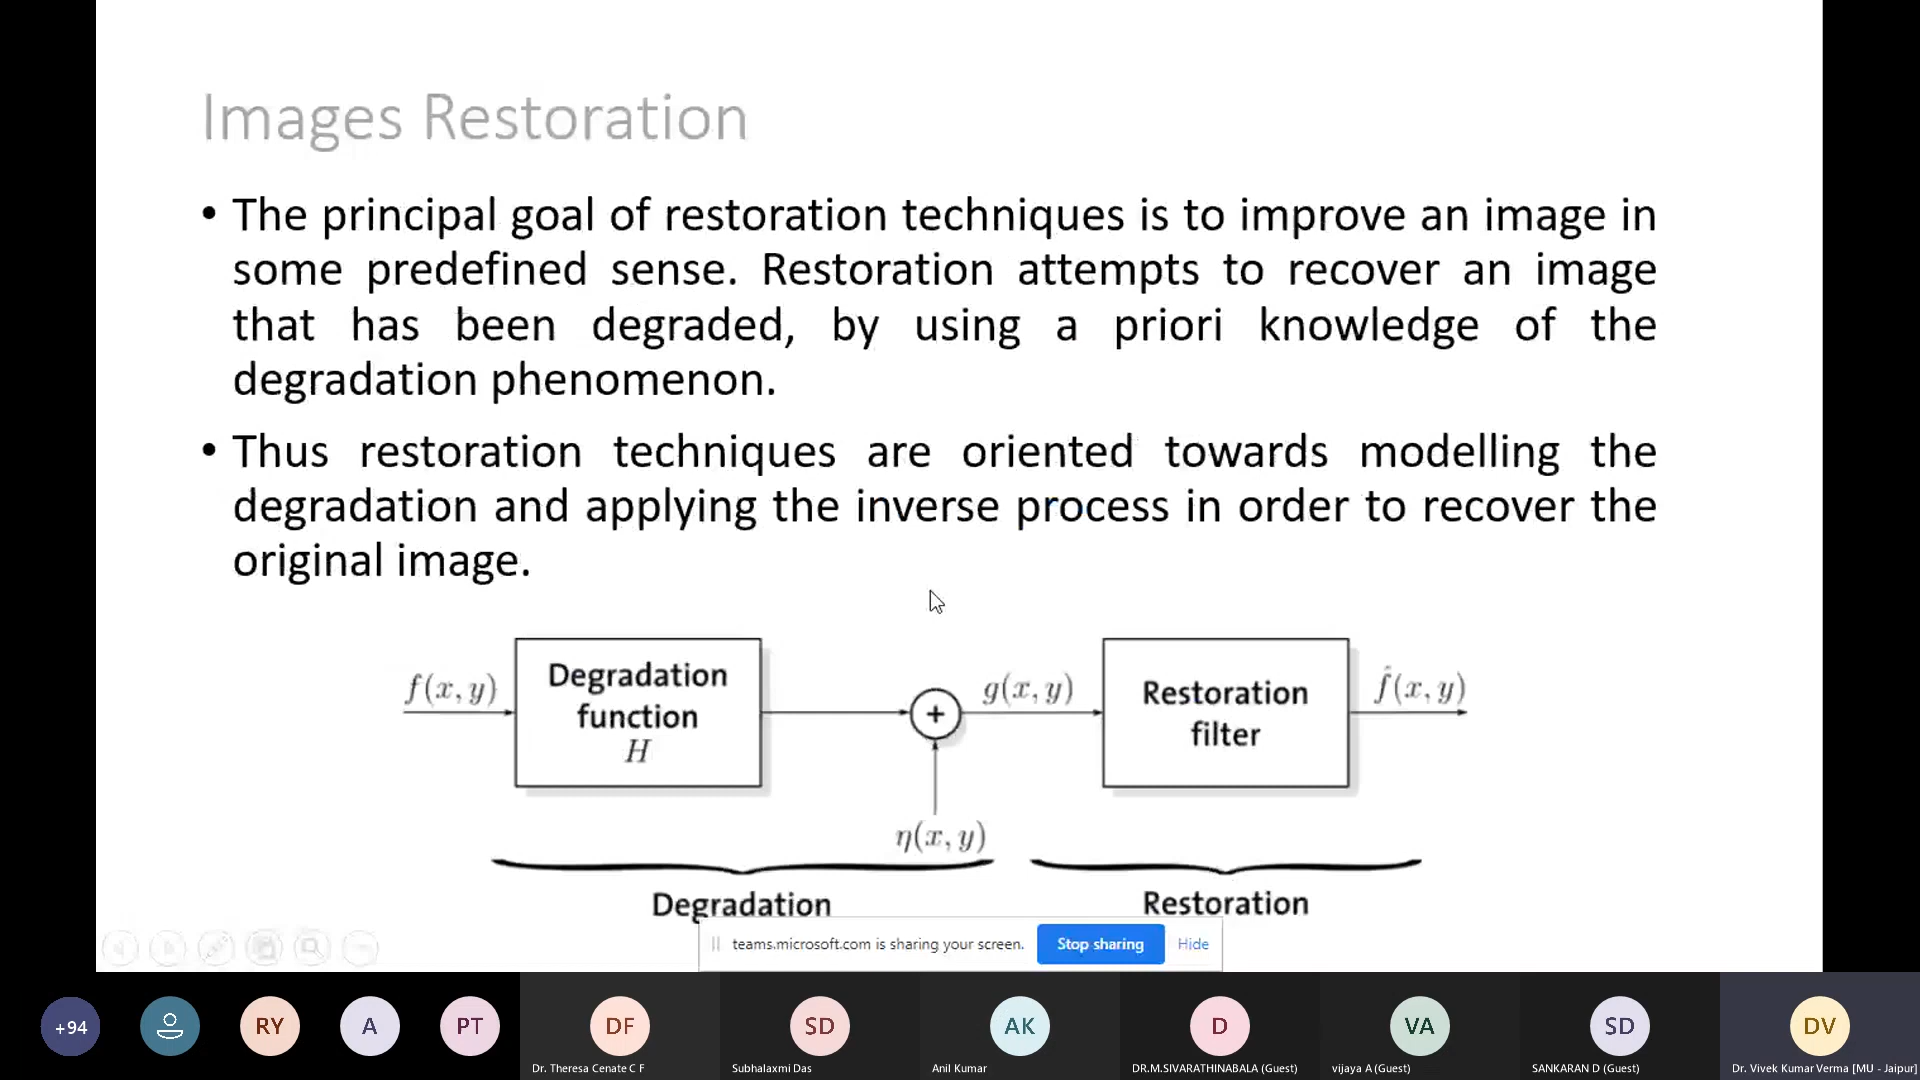 Images Restoration
• The principal goal of restoration techniques is to improve an image in
some predefined sense. Restoration attempts to recover an image
that has been degraded, by using a priori knowledge of the
degradation phenomenon.
• Thus restoration techniques are oriented towards modelling the
degradation and applying the inverse process in order to recover the
original image.
f(x, y)
Degradation
function
H
+
η(x, y)
g(x, y)
Restoration
filter
f̂(x, y)
Degradation
Restoration
teams.microsoft.com is sharing your screen.
Stop sharing
Hide
+94
RY
A
PT
DF
Dr. Theresa Cenate C F
SD
Subhalaxmi Das
AK
Anil Kumar
D
DR.M.SIVARATHINABALA (Guest)
VA
vijaya A (Guest)
SD
SANKARAN D (Guest)
DV
Dr. Vivek Kumar Verma [MU - Jaipur]